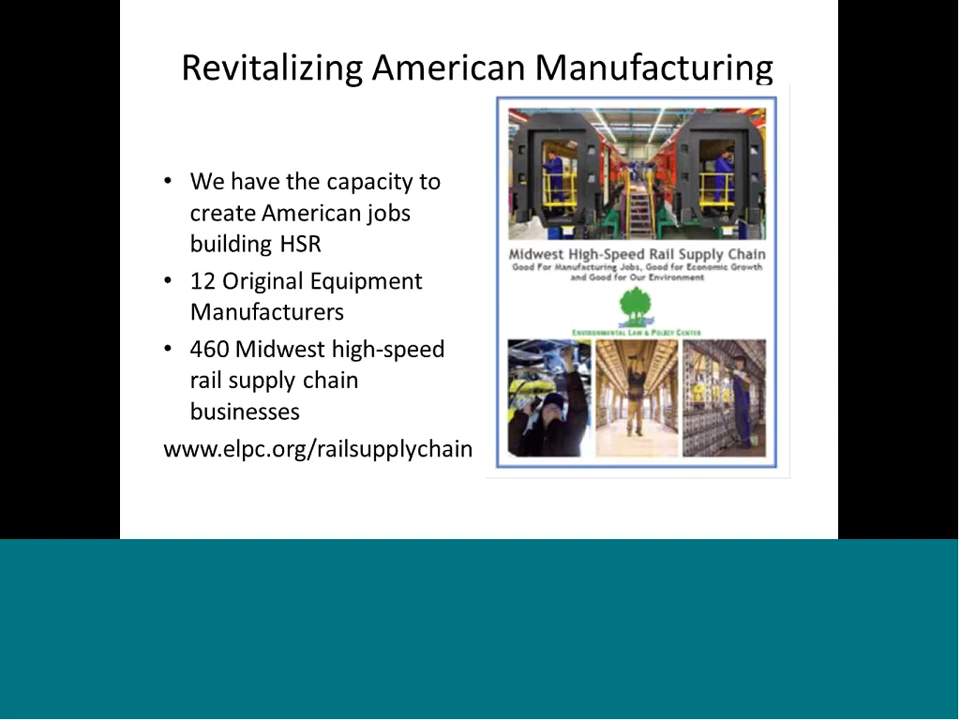 Revitalizing American Manufacturing
• We have the capacity to
create American jobs
building HSR
• 12 Original Equipment
Manufacturers
• 460 Midwest high-speed
rail supply chain
businesses
www.elpc.org/railsupplychain
Midwest High-Speed Rail Supply Chain
Good For Manufacturing Jobs, Good for Economic Growth
and Good for Our Environment
ENVIRONMENTAL LAW & POLICY CENTER